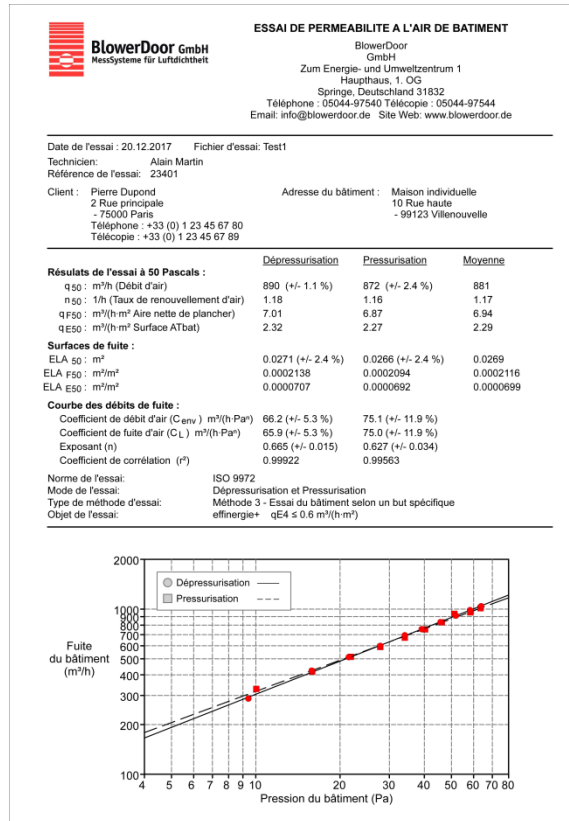 BlowerDoor GmbH
MessSysteme für Luftdichtheit
ESSAI DE PERMEABILITE A L'AIR DE BATIMENT
BlowerDoor
GmbH
Zum Energie- und Umweltzentrum 1
Haupthaus, 1. OG
Springe, Deutschland 31832
Téléphone : 05044-97540 Télécopie : 05044-97544
Email: info@blowerdoor.de Site Web: www.blowerdoor.de
Date de l'essai : 20.12.2017 Fichier d'essai: Test1
Technicien: Alain Martin
Référence de l'essai: 23401
Client : Pierre Dupond Adresse du bâtiment : Maison individuelle
2 Rue principale 10 Rue haute
- 75000 Paris - 99123 Villenouvelle
Téléphone : +33 (0) 1 23 45 67 80
Télécopie : +33 (0) 1 23 45 67 89
Dépressurisation Pressurisation Moyenne
Résulats de l'essai à 50 Pascals :
q50 : m³/h (Débit d'air) 890 (+/- 1.1 %) 872 (+/- 2.4 %) 881
n50 : 1/h (Taux de renouvellement d'air) 1.18 1.16 1.17
qF50 : m³/(h·m² Aire nette de plancher) 7.01 6.87 6.94
qE50 : m³/(h·m² Surface ATbat) 2.32 2.27 2.29
Surfaces de fuite :
ELA 50 : m² 0.0271 (+/- 2.4 %) 0.0266 (+/- 2.4 %) 0.0269
ELA F50 : m²/m² 0.0002138 0.0002094 0.0002116
ELA E50 : m²/m² 0.0000707 0.0000692 0.0000699
Courbe des débits de fuite :
Coefficient de débit d'air (Cenv) m³/(h·Paⁿ) 66.2 (+/- 5.3 %) 75.1 (+/- 11.9 %)
Coefficient de fuite d'air (CL) m³/(h·Paⁿ) 65.9 (+/- 5.3 %) 75.0 (+/- 11.9 %)
Exposant (n) 0.665 (+/- 0.015) 0.627 (+/- 0.034)
Coefficient de corrélation (r²) 0.99922 0.99563
Norme de l'essai: ISO 9972
Mode de l'essai: Dépressurisation et Pressurisation
Type de méthode d'essai: Méthode 3 - Essai du bâtiment selon un but spécifique
Objet de l'essai: effinergie+ qE4 ≤ 0.6 m³/(h·m²)
2000
1000
900
800
700
600
500
400
300
200
100
Dépressurisation
Pressurisation
Fuite
du bâtiment
(m³/h)
4 5 6 7 8 9 10 20 30 40 50 60 70 80
Pression du bâtiment (Pa)